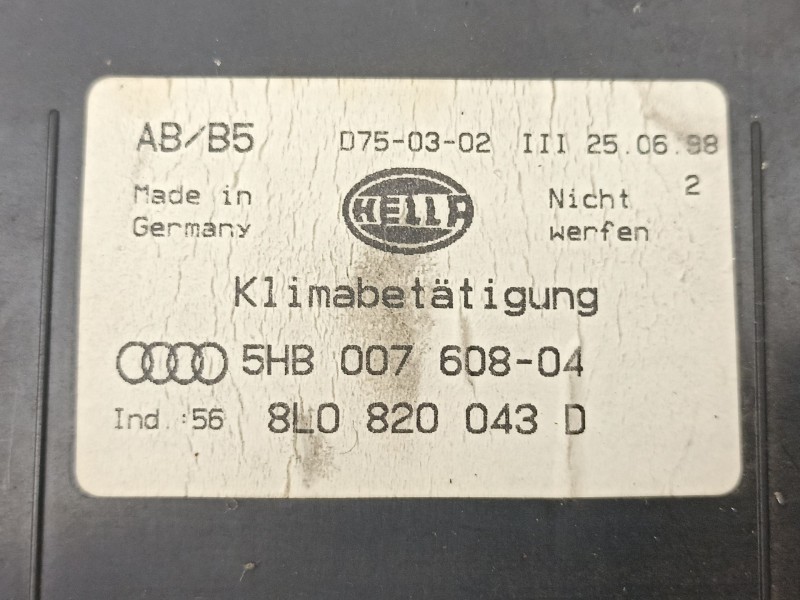 AB/B5 D75-03-02 III 25.06.98
Made in Germany
HELLA
Nicht werfen
2
Klimabetätigung
5HB 007 608-04
Ind.:56 8L0 820 043 D